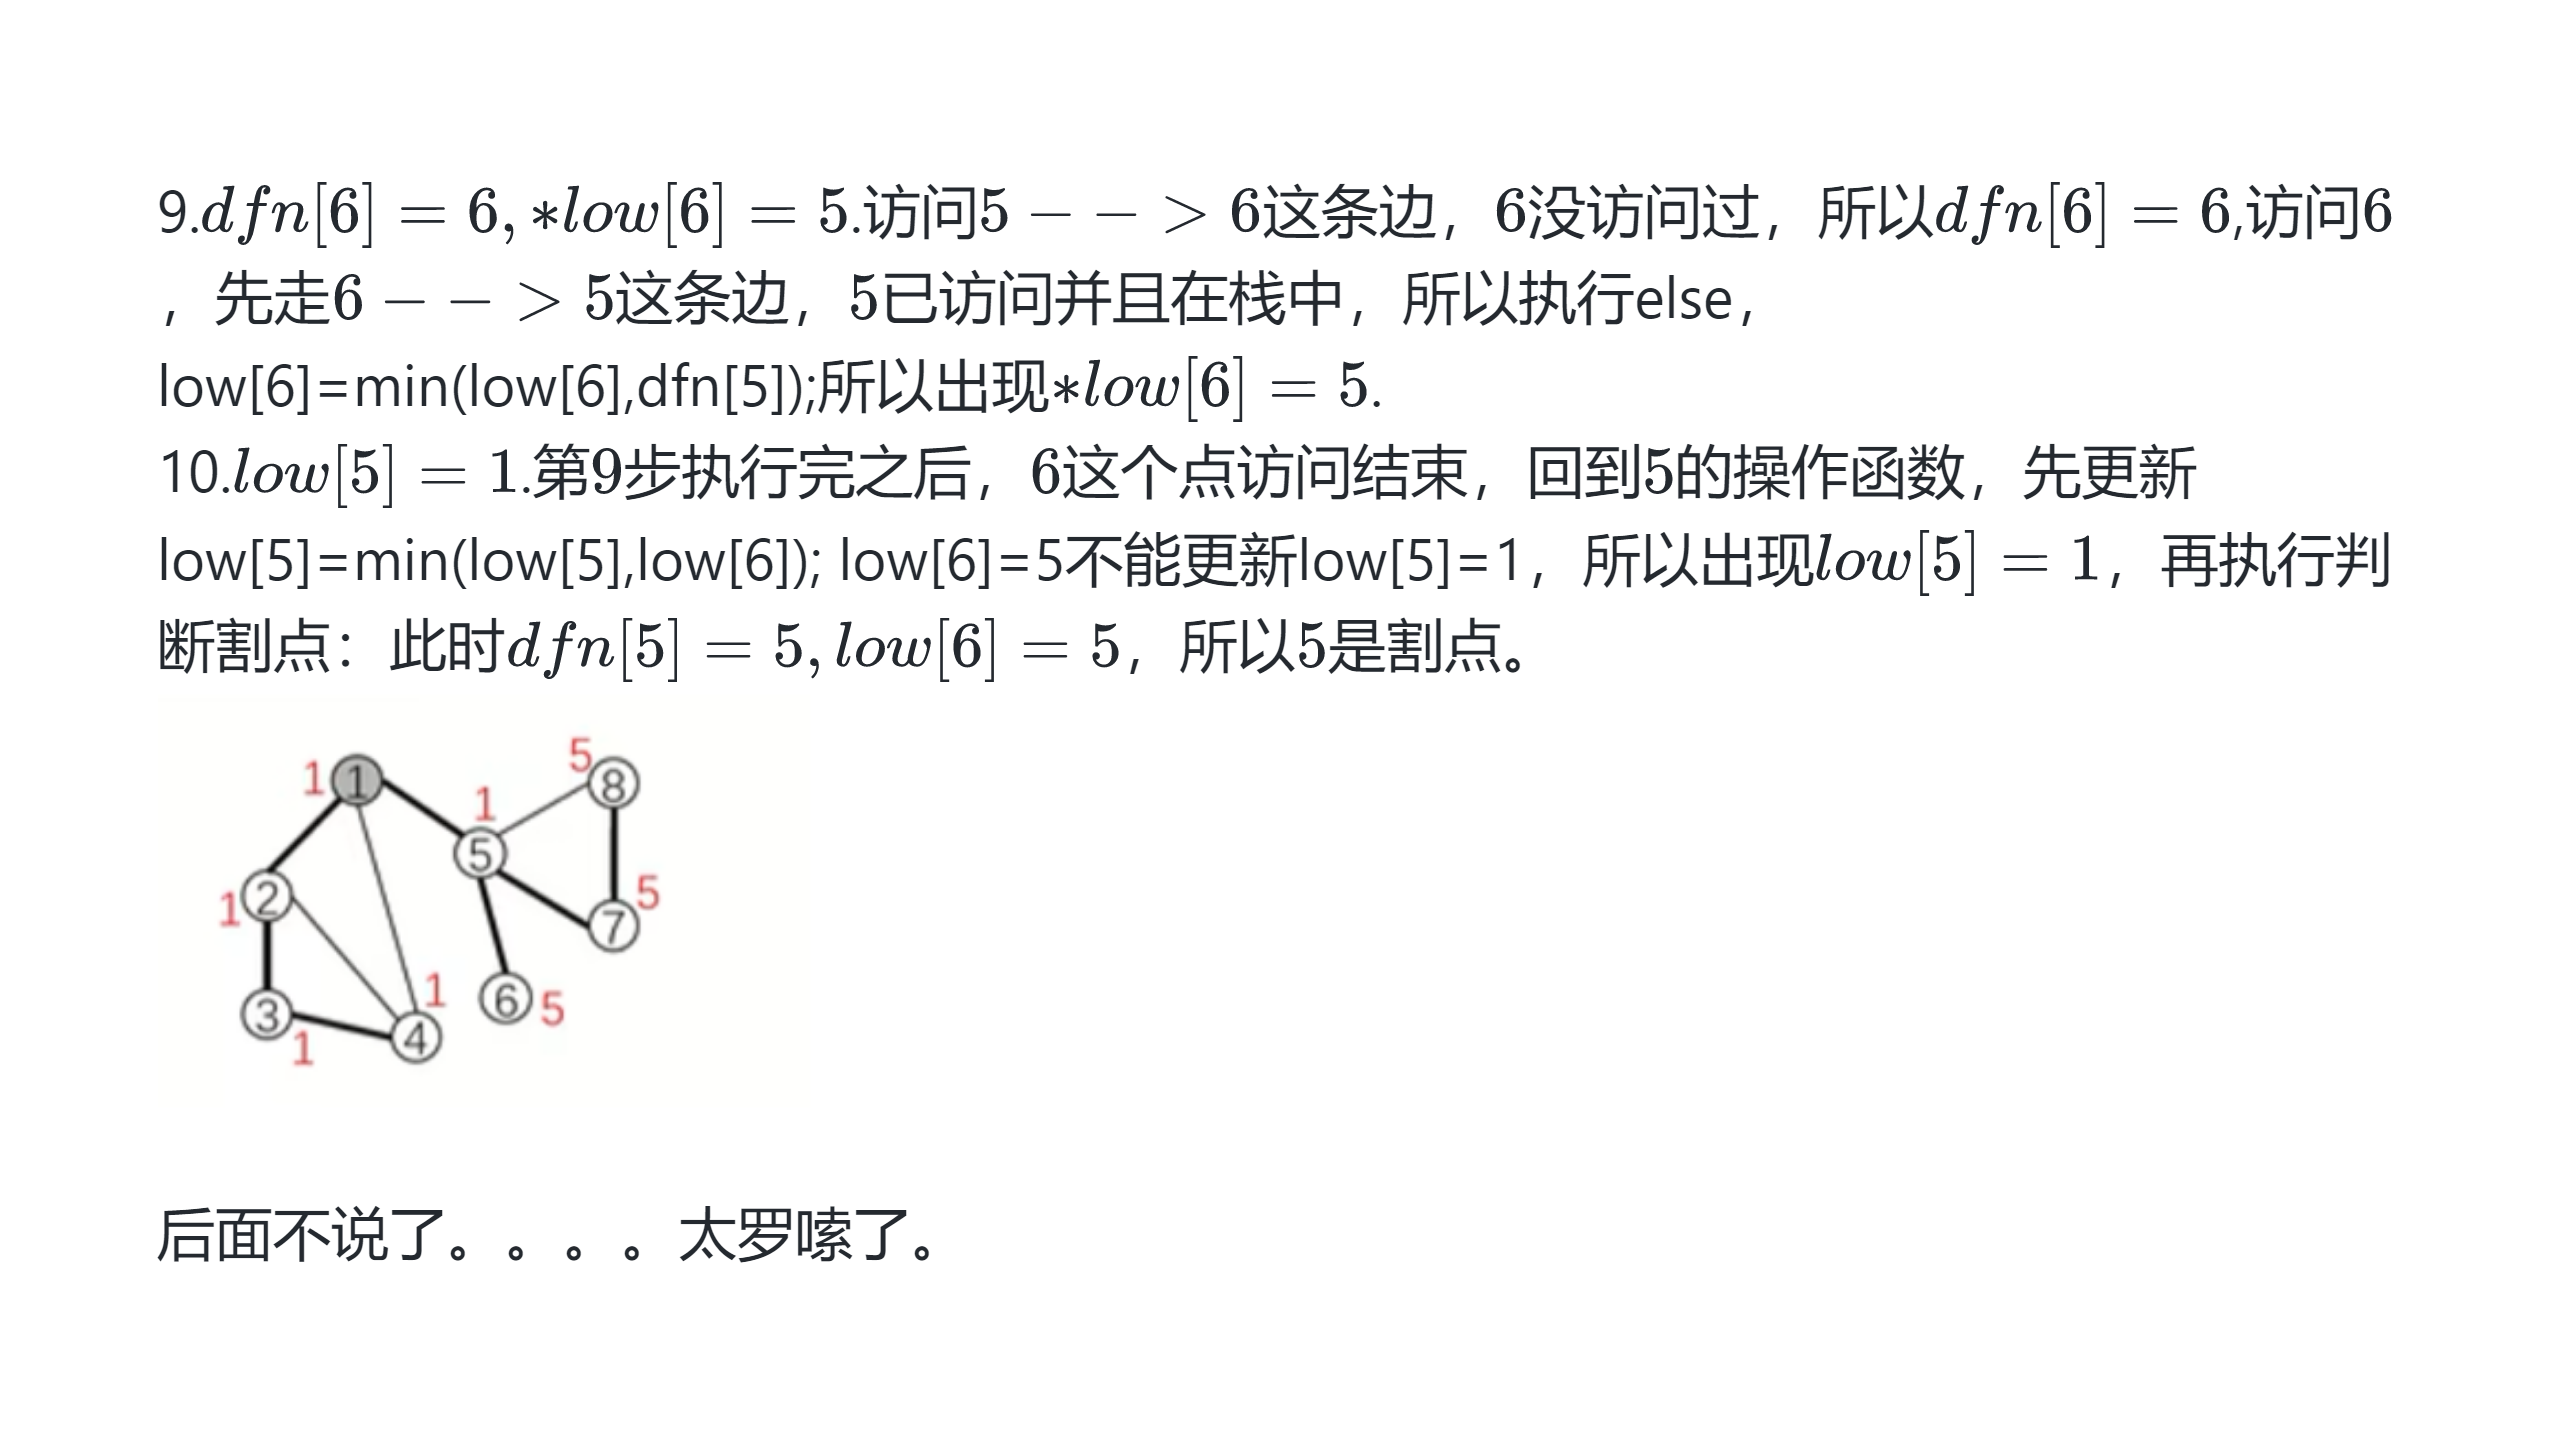 9.dfn[6] = 6, *low[6] = 5.访问5 − − > 6这条边，6没访问过，所以dfn[6] = 6,访问6
，先走6 − − > 5这条边，5已访问并且在栈中，所以执行else，
low[6]=min(low[6],dfn[5]);所以出现*low[6] = 5.
10.low[5] = 1.第9步执行完之后，6这个点访问结束，回到5的操作函数，先更新
low[5]=min(low[5],low[6]); low[6]=5不能更新low[5]=1，所以出现low[5] = 1，再执行判
断割点：此时dfn[5] = 5, low[6] = 5，所以5是割点。
5
1 1
8
1
5
5
2
1
7
1
6 5
3
4
1
后面不说了。。。。太罗嗦了。